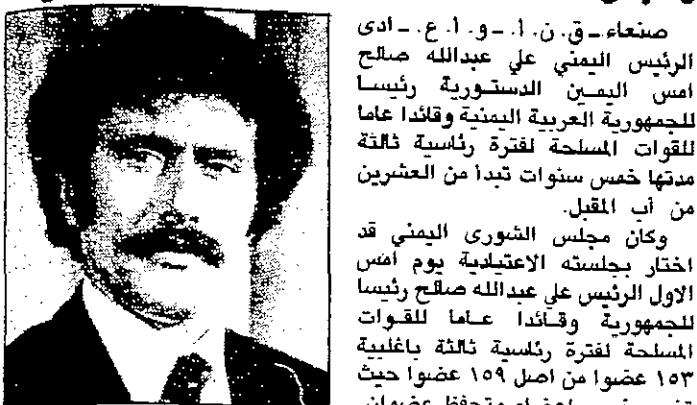 صنعاء ـ ق. ن. ا. ـ و. ا. ع. ـ ادى
الرئيس اليمني علي عبدالله صالح
امس اليمين الدستورية رئيسا
للجمهورية العربية اليمنية وقائدا عاما
للقوات المسلحة لفترة رئاسية ثالثة
مدتها خمس سنوات تبدأ من العشرين
من آب المقبل.
وكان مجلس الشورى اليمني قد
اختار بجلسته الاعتيادية يوم امس
الاول الرئيس علي عبدالله صالح رئيسا
للجمهورية وقائدا عاما للقوات
المسلحة لفترة رئاسية ثالثة باغلبية
١٥٣ عضوا من اصل ١٥٩ عضوا حيث
وتحفظ عضوان